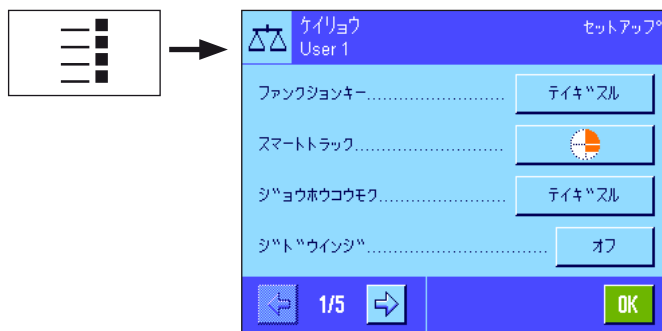 ケイリョウ
User 1
セットアップ
ファンクションキー........................ テイギスル
スマートトラック........................
ジョウホウコウモク........................ テイギスル
ジドウインジ................................ オフ
1/5
OK